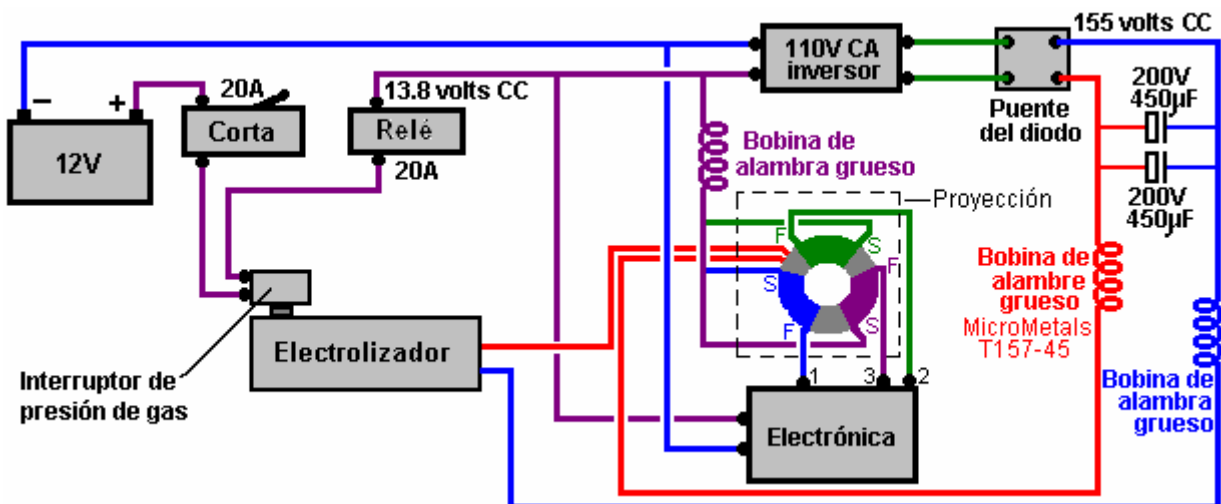 155 volts CC
110V CA
inversor
20A
13.8 volts CC
− +
200V
450µF
Corta
Relé
Puente
del diodo
12V
20A
Bobina de
alambra grueso
200V
450µF
Proyección
F
S
F
S
F
S
Bobina de
alambre
grueso
MicroMetals
T157-45
Electrolizador
Interruptor de
presión de gas
1 3 2
Bobina de
alambra
grueso
Electrónica